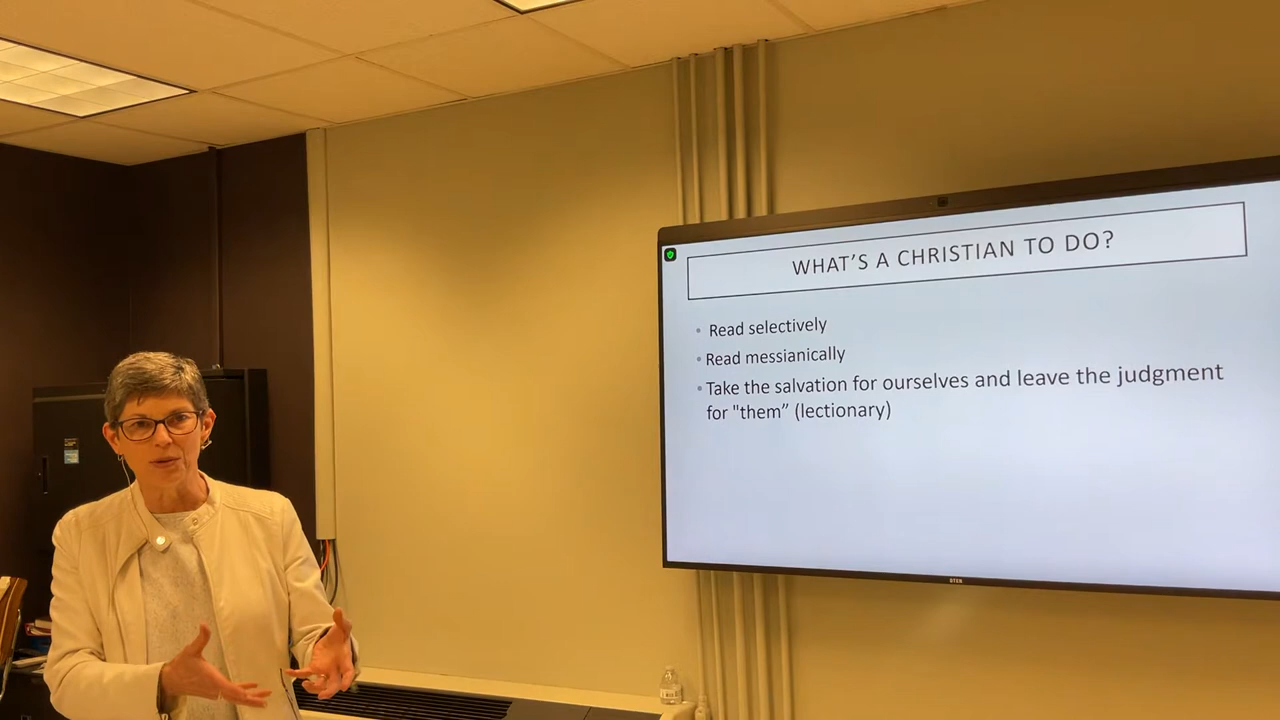 WHAT'S A CHRISTIAN TO DO?
• Read selectively
• Read messianically
• Take the salvation for ourselves and leave the judgment
for "them” (lectionary)
DTEN